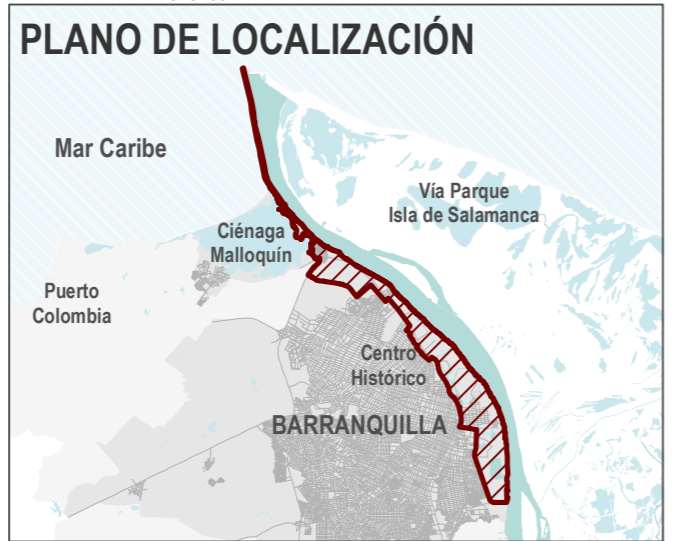 PLANO DE LOCALIZACIÓN
Mar Caribe
Vía Parque
Isla de Salamanca
Ciénaga
Malloquín
Puerto
Colombia
Centro
Histórico
BARRANQUILLA